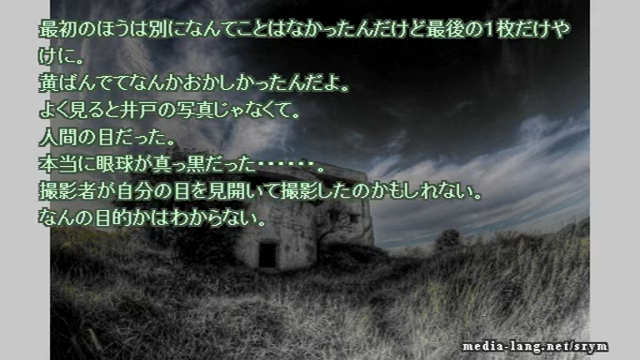 最初のほうは別になんてことはなかったんだけど最後の1枚だけや
けに。
黄ばんでてなんかおかしかったんだよ。
よく見ると井戸の写真じゃなくて。
人間の目だった。
本当に眼球が真っ黒だった・・・・・・。
撮影者が自分の目を見開いて撮影したのかもしれない。
なんの目的かはわからない。
media-lang.net/srym